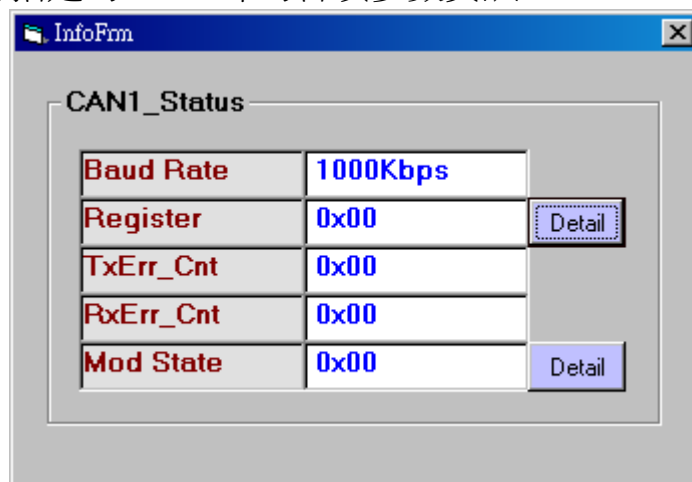 InfoFrm
CAN1_Status
Baud Rate 1000Kbps
Register 0x00 Detail
TxErr_Cnt 0x00
RxErr_Cnt 0x00
Mod State 0x00 Detail